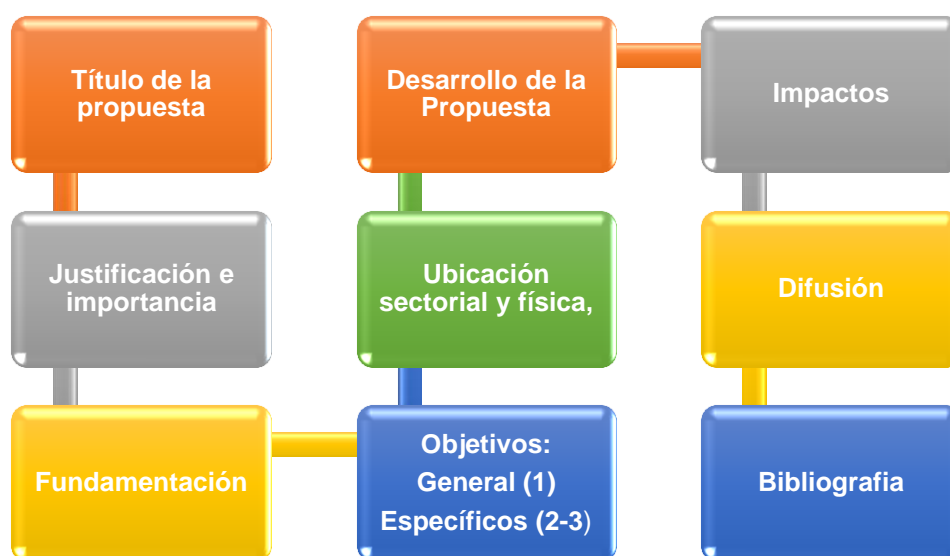 Título de la
propuesta
Justificación e
importancia
Fundamentación
Objetivos:
General (1)
Específicos (2-3)
Ubicación
sectorial y física,
Desarrollo de la
Propuesta
Impactos
Difusión
Bibliografia